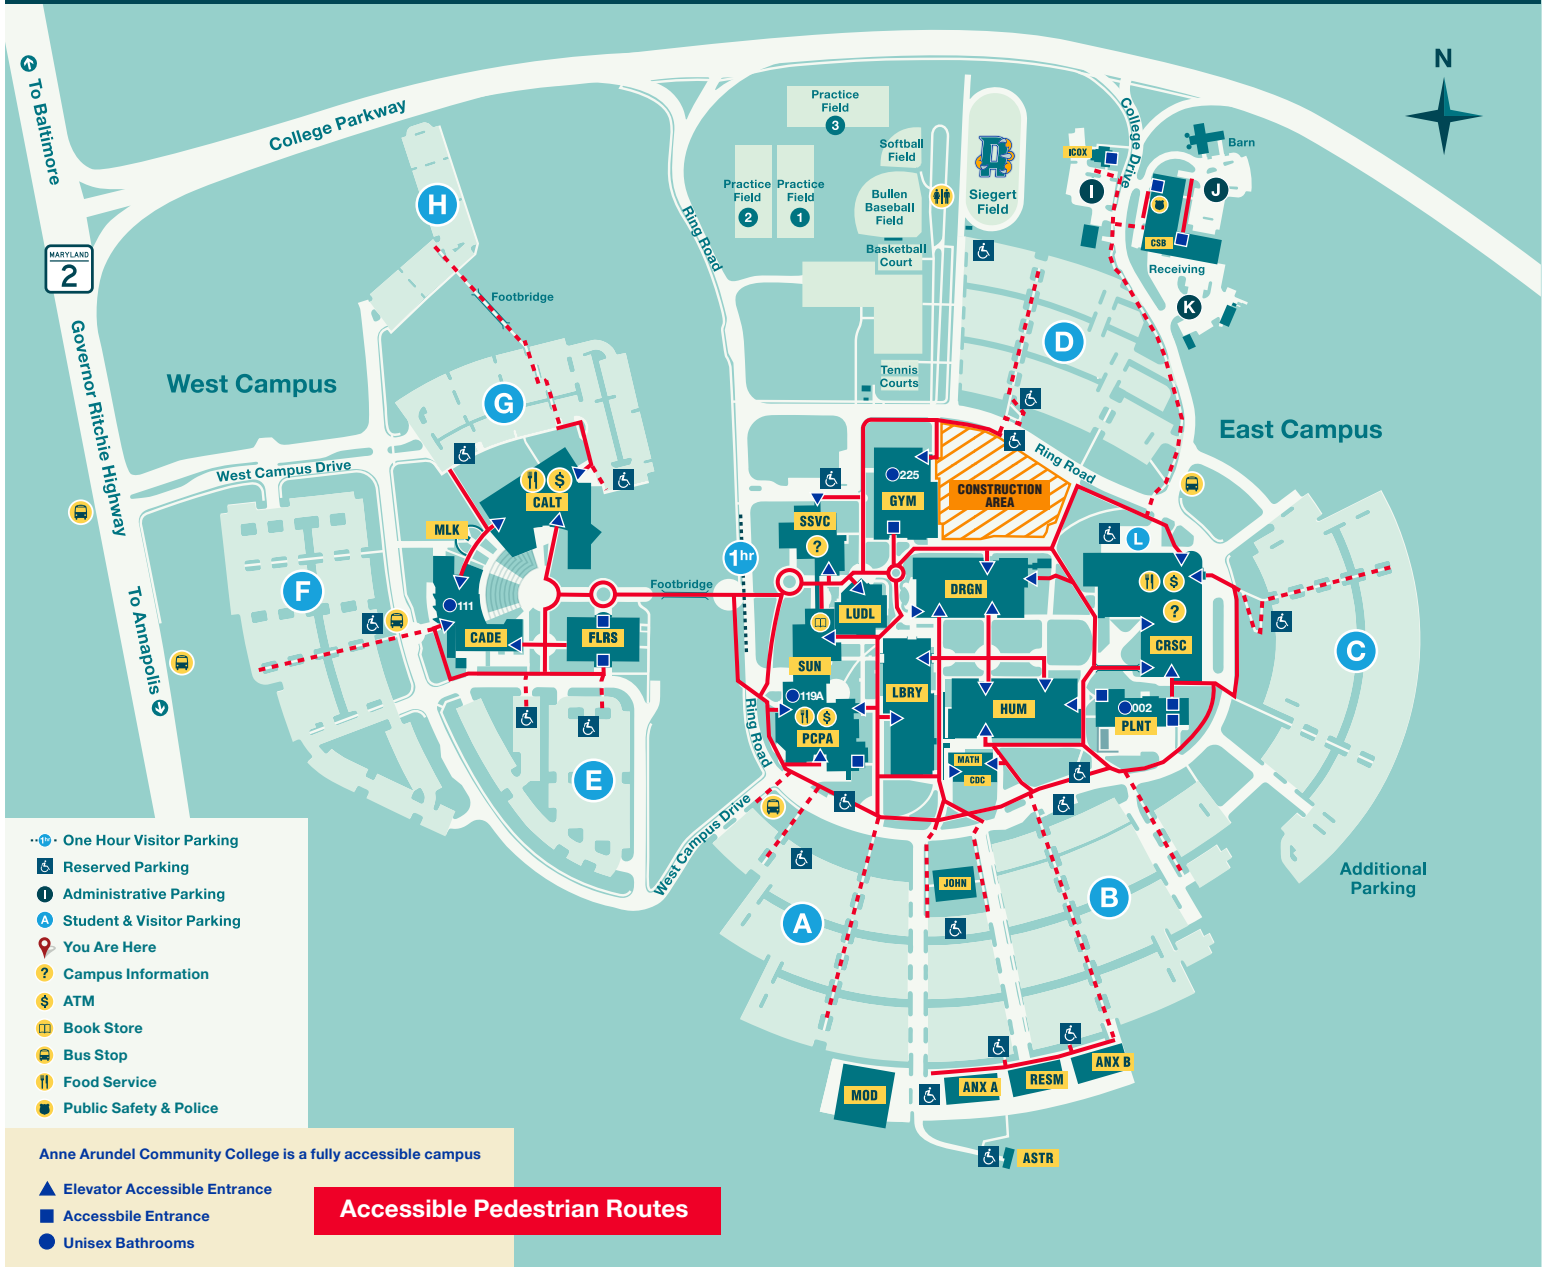 N
To Baltimore
College Parkway
Practice
Field
3
Softball
Field
Siegert
Field
Practice
Field
2
Practice
Field
1
Bullen
Baseball
Field
Basketball
Court
College Drive
ICOX
I
Barn
J
CSB
Receiving
K
H
Ring Road
MARYLAND
2
Footbridge
D
West Campus
Tennis
Courts
G
East Campus
Governor Ritchie Highway
West Campus Drive
Ring Road
225
GYM
CONSTRUCTION
AREA
CALT
$
MLK
SSVC
?
1hr
L
F
To Annapolis
111
CADE
FLRS
Footbridge
LUDL
DRGN
$
?
CRSC
C
SUN
LBRY
HUM
119A
$
PCPA
002
PLNT
Ring Road
MATH
CDC
E
West Campus Drive
JOHN
A
B
Additional
Parking
MOD
ANX A
RESM
ANX B
ASTR
1hr One Hour Visitor Parking
Reserved Parking
I Administrative Parking
A Student & Visitor Parking
You Are Here
? Campus Information
$ ATM
Book Store
Bus Stop
Food Service
Public Safety & Police
Anne Arundel Community College is a fully accessible campus
Elevator Accessible Entrance
Accessbile Entrance
Unisex Bathrooms
Accessible Pedestrian Routes